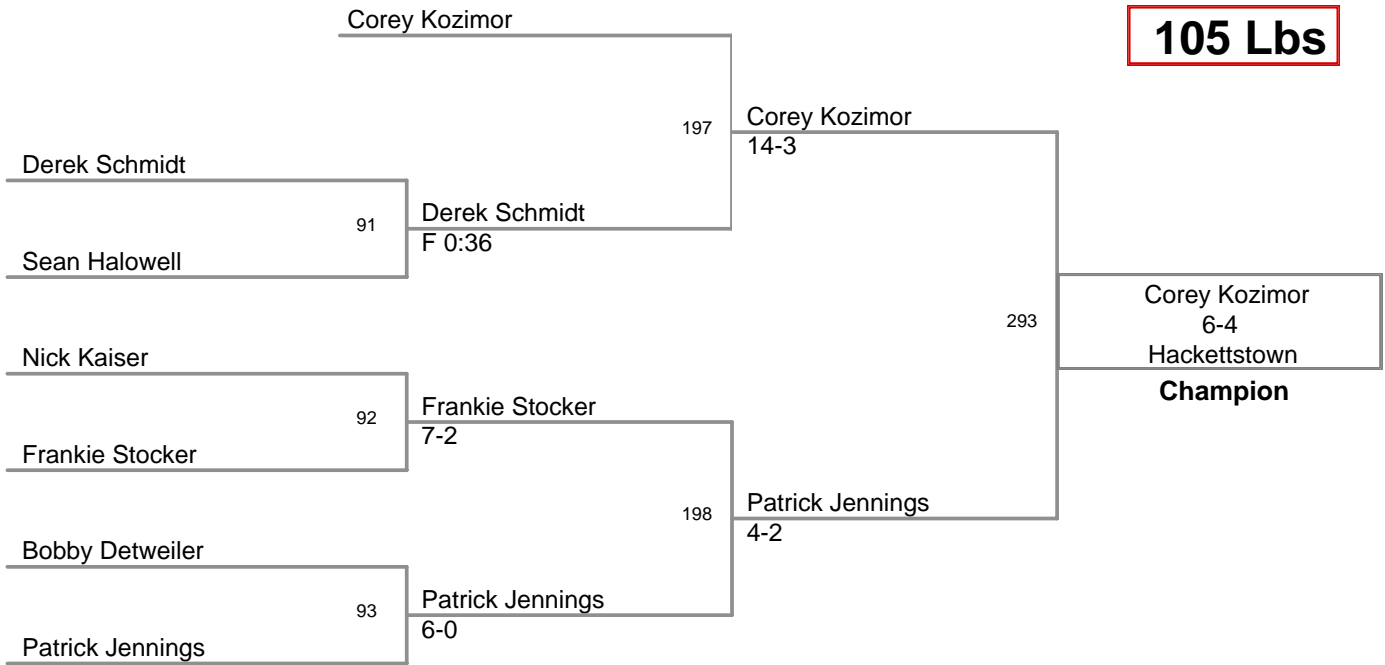 Corey Kozimor
105 Lbs
197
Corey Kozimor
14-3
Derek Schmidt
91
Derek Schmidt
F 0:36
Sean Halowell
293
Corey Kozimor
6-4
Hackettstown
Champion
Nick Kaiser
92
Frankie Stocker
7-2
Frankie Stocker
198
Patrick Jennings
4-2
Bobby Detweiler
93
Patrick Jennings
6-0
Patrick Jennings